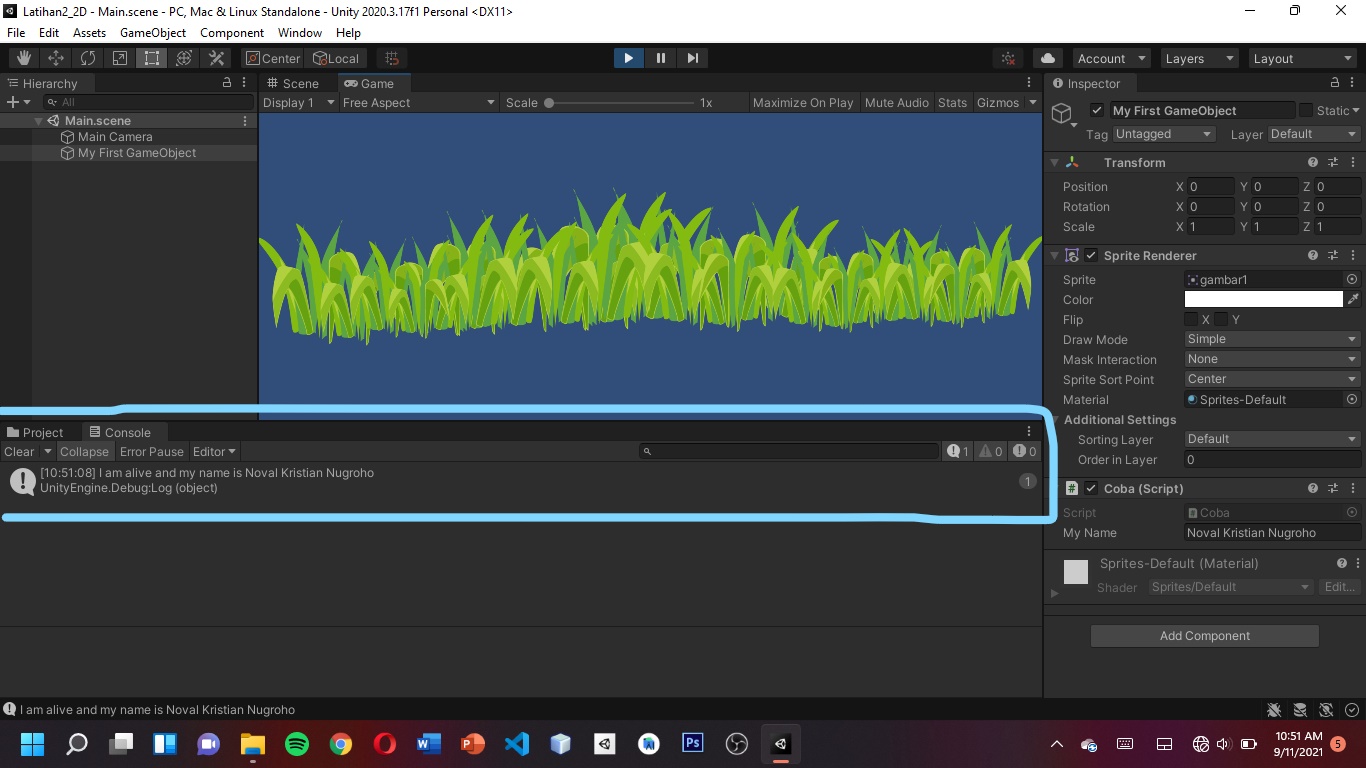 Latihan2_2D - Main.scene - PC, Mac & Linux Standalone - Unity 2020.3.17f1 Personal <DX11>
File Edit Assets GameObject Component Window Help
Center Local Account Layers Layout
Hierarchy
All
Main.scene
Main Camera
My First GameObject
Scene Game
Display 1 Free Aspect Scale 1x Maximize On Play Mute Audio Stats Gizmos
Project Console
Clear Collapse Error Pause Editor 1 0 0
[10:51:08] I am alive and my name is Noval Kristian Nugroho
UnityEngine.Debug:Log (object)
1
Inspector
My First GameObject Static
Tag Untagged Layer Default
Transform
Position X 0 Y 0 Z 0
Rotation X 0 Y 0 Z 0
Scale X 1 Y 1 Z 1
Sprite Renderer
Sprite gambar1
Color
Flip X Y
Draw Mode Simple
Mask Interaction None
Sprite Sort Point Center
Material Sprites-Default
Additional Settings
Sorting Layer Default
Order in Layer 0
# Coba (Script)
Script Coba
My Name Noval Kristian Nugroho
Sprites-Default (Material)
Shader Sprites/Default Edit...
Add Component
I am alive and my name is Noval Kristian Nugroho
W P Ps
10:51 AM
9/11/2021
5